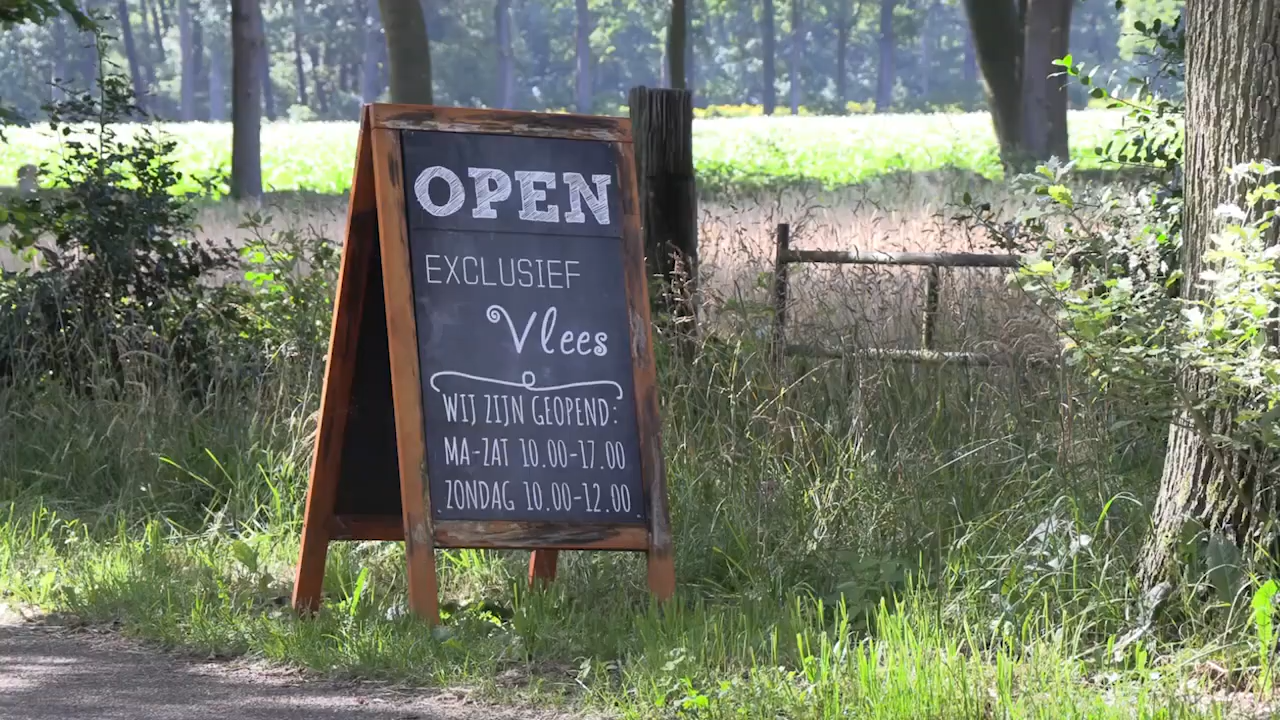 OPEN
EXCLUSIEF
Vlees
WIJ ZIJN GEOPEND:
MA-ZAT 10.00-17.00
ZONDAG 10.00-12.00